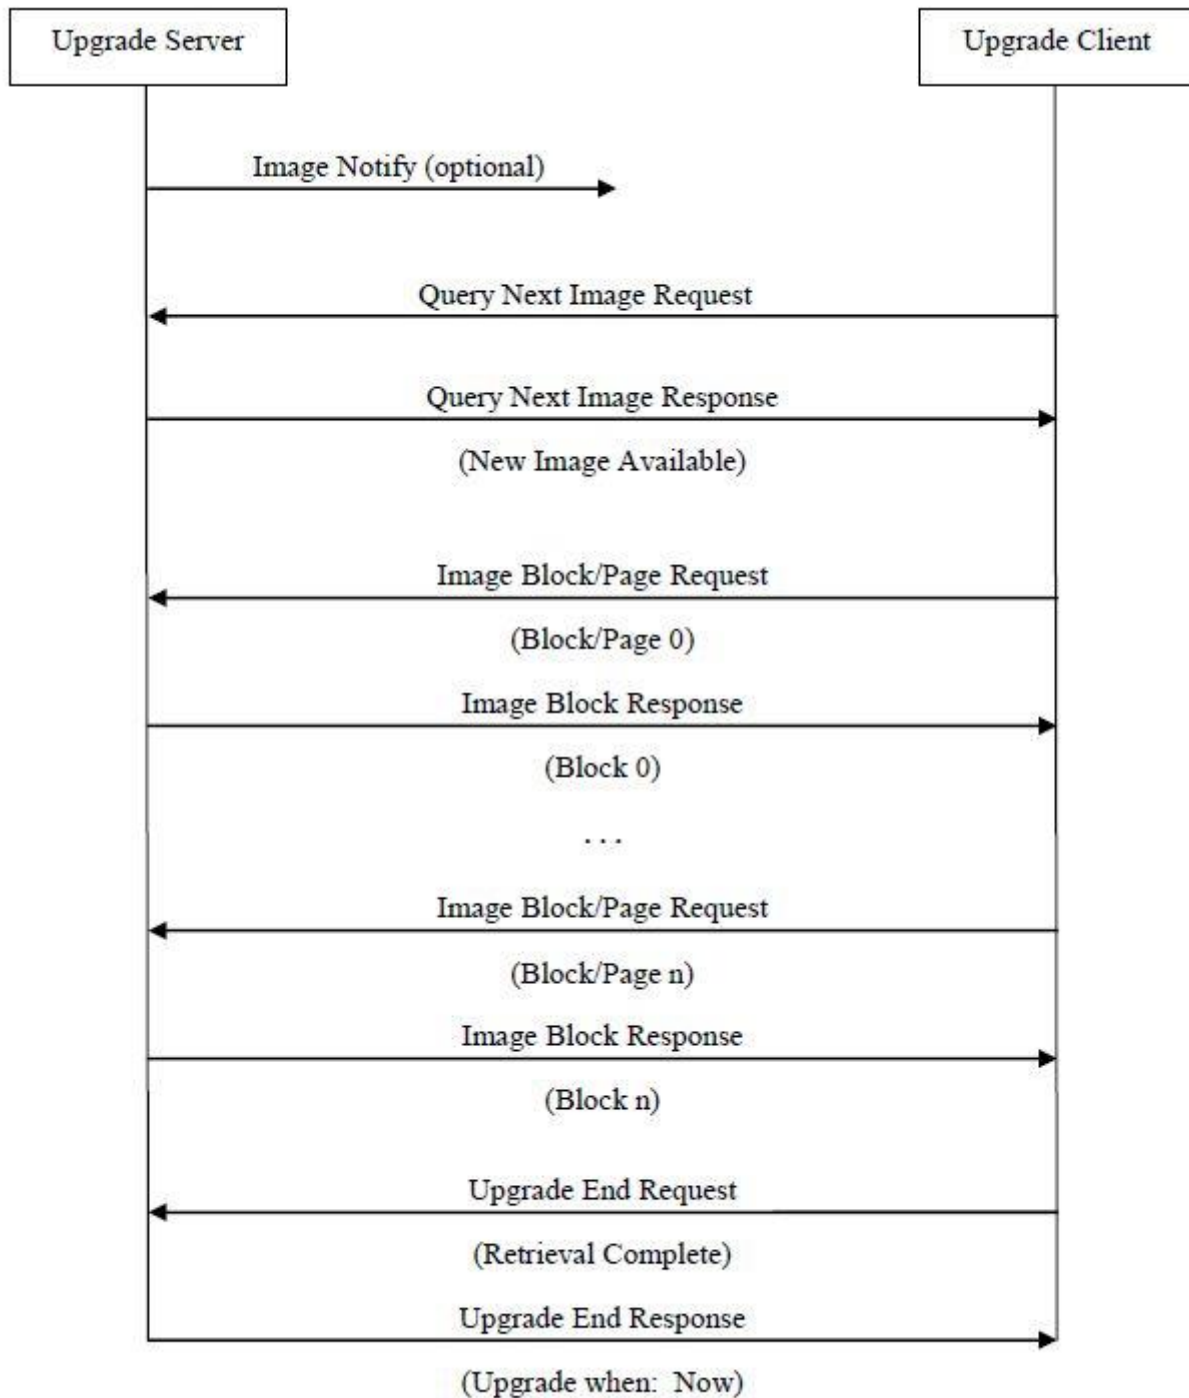 Upgrade Server
Upgrade Client
Image Notify (optional)
Query Next Image Request
Query Next Image Response
(New Image Available)
Image Block/Page Request
(Block/Page 0)
Image Block Response
(Block 0)
...
Image Block/Page Request
(Block/Page n)
Image Block Response
(Block n)
Upgrade End Request
(Retrieval Complete)
Upgrade End Response
(Upgrade when: Now)